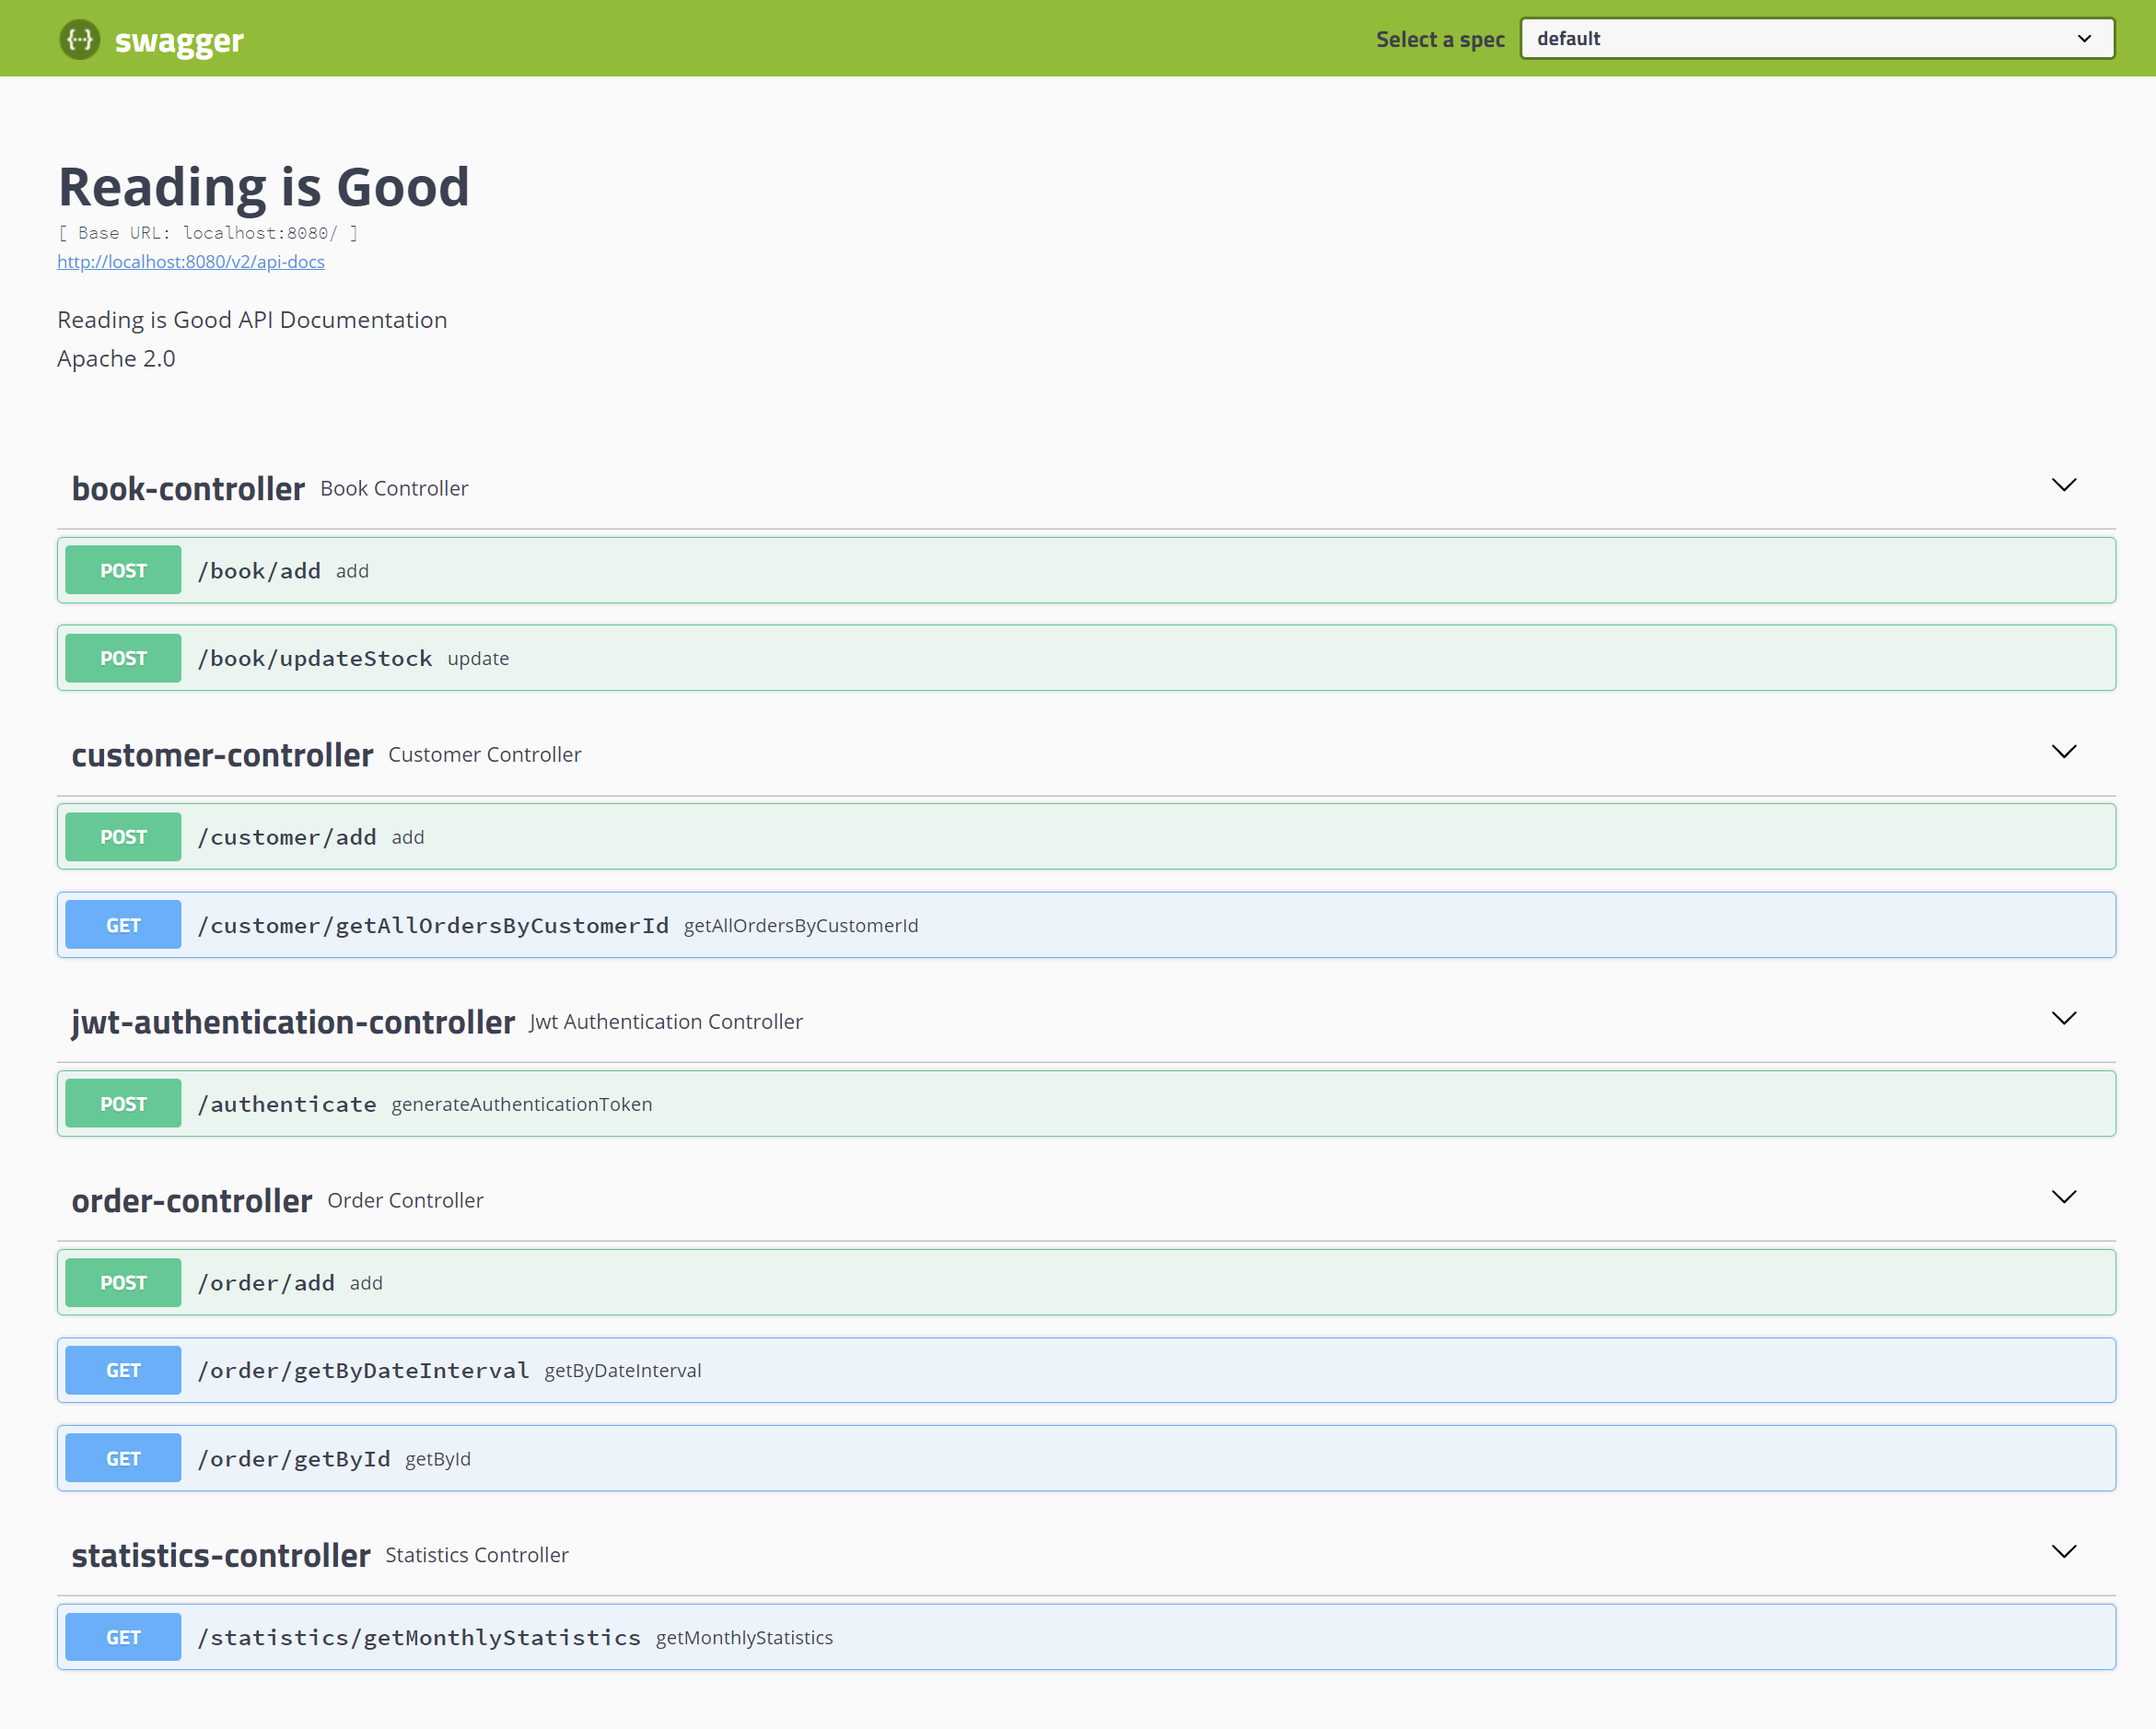 swagger
Select a spec default
Reading is Good
[ Base URL: localhost:8080/ ]
http://localhost:8080/v2/api-docs
Reading is Good API Documentation
Apache 2.0
book-controller Book Controller
POST /book/add add
POST /book/updateStock update
customer-controller Customer Controller
POST /customer/add add
GET /customer/getAllOrdersByCustomerId getAllOrdersByCustomerId
jwt-authentication-controller Jwt Authentication Controller
POST /authenticate generateAuthenticationToken
order-controller Order Controller
POST /order/add add
GET /order/getByDateInterval getByDateInterval
GET /order/getById getById
statistics-controller Statistics Controller
GET /statistics/getMonthlyStatistics getMonthlyStatistics